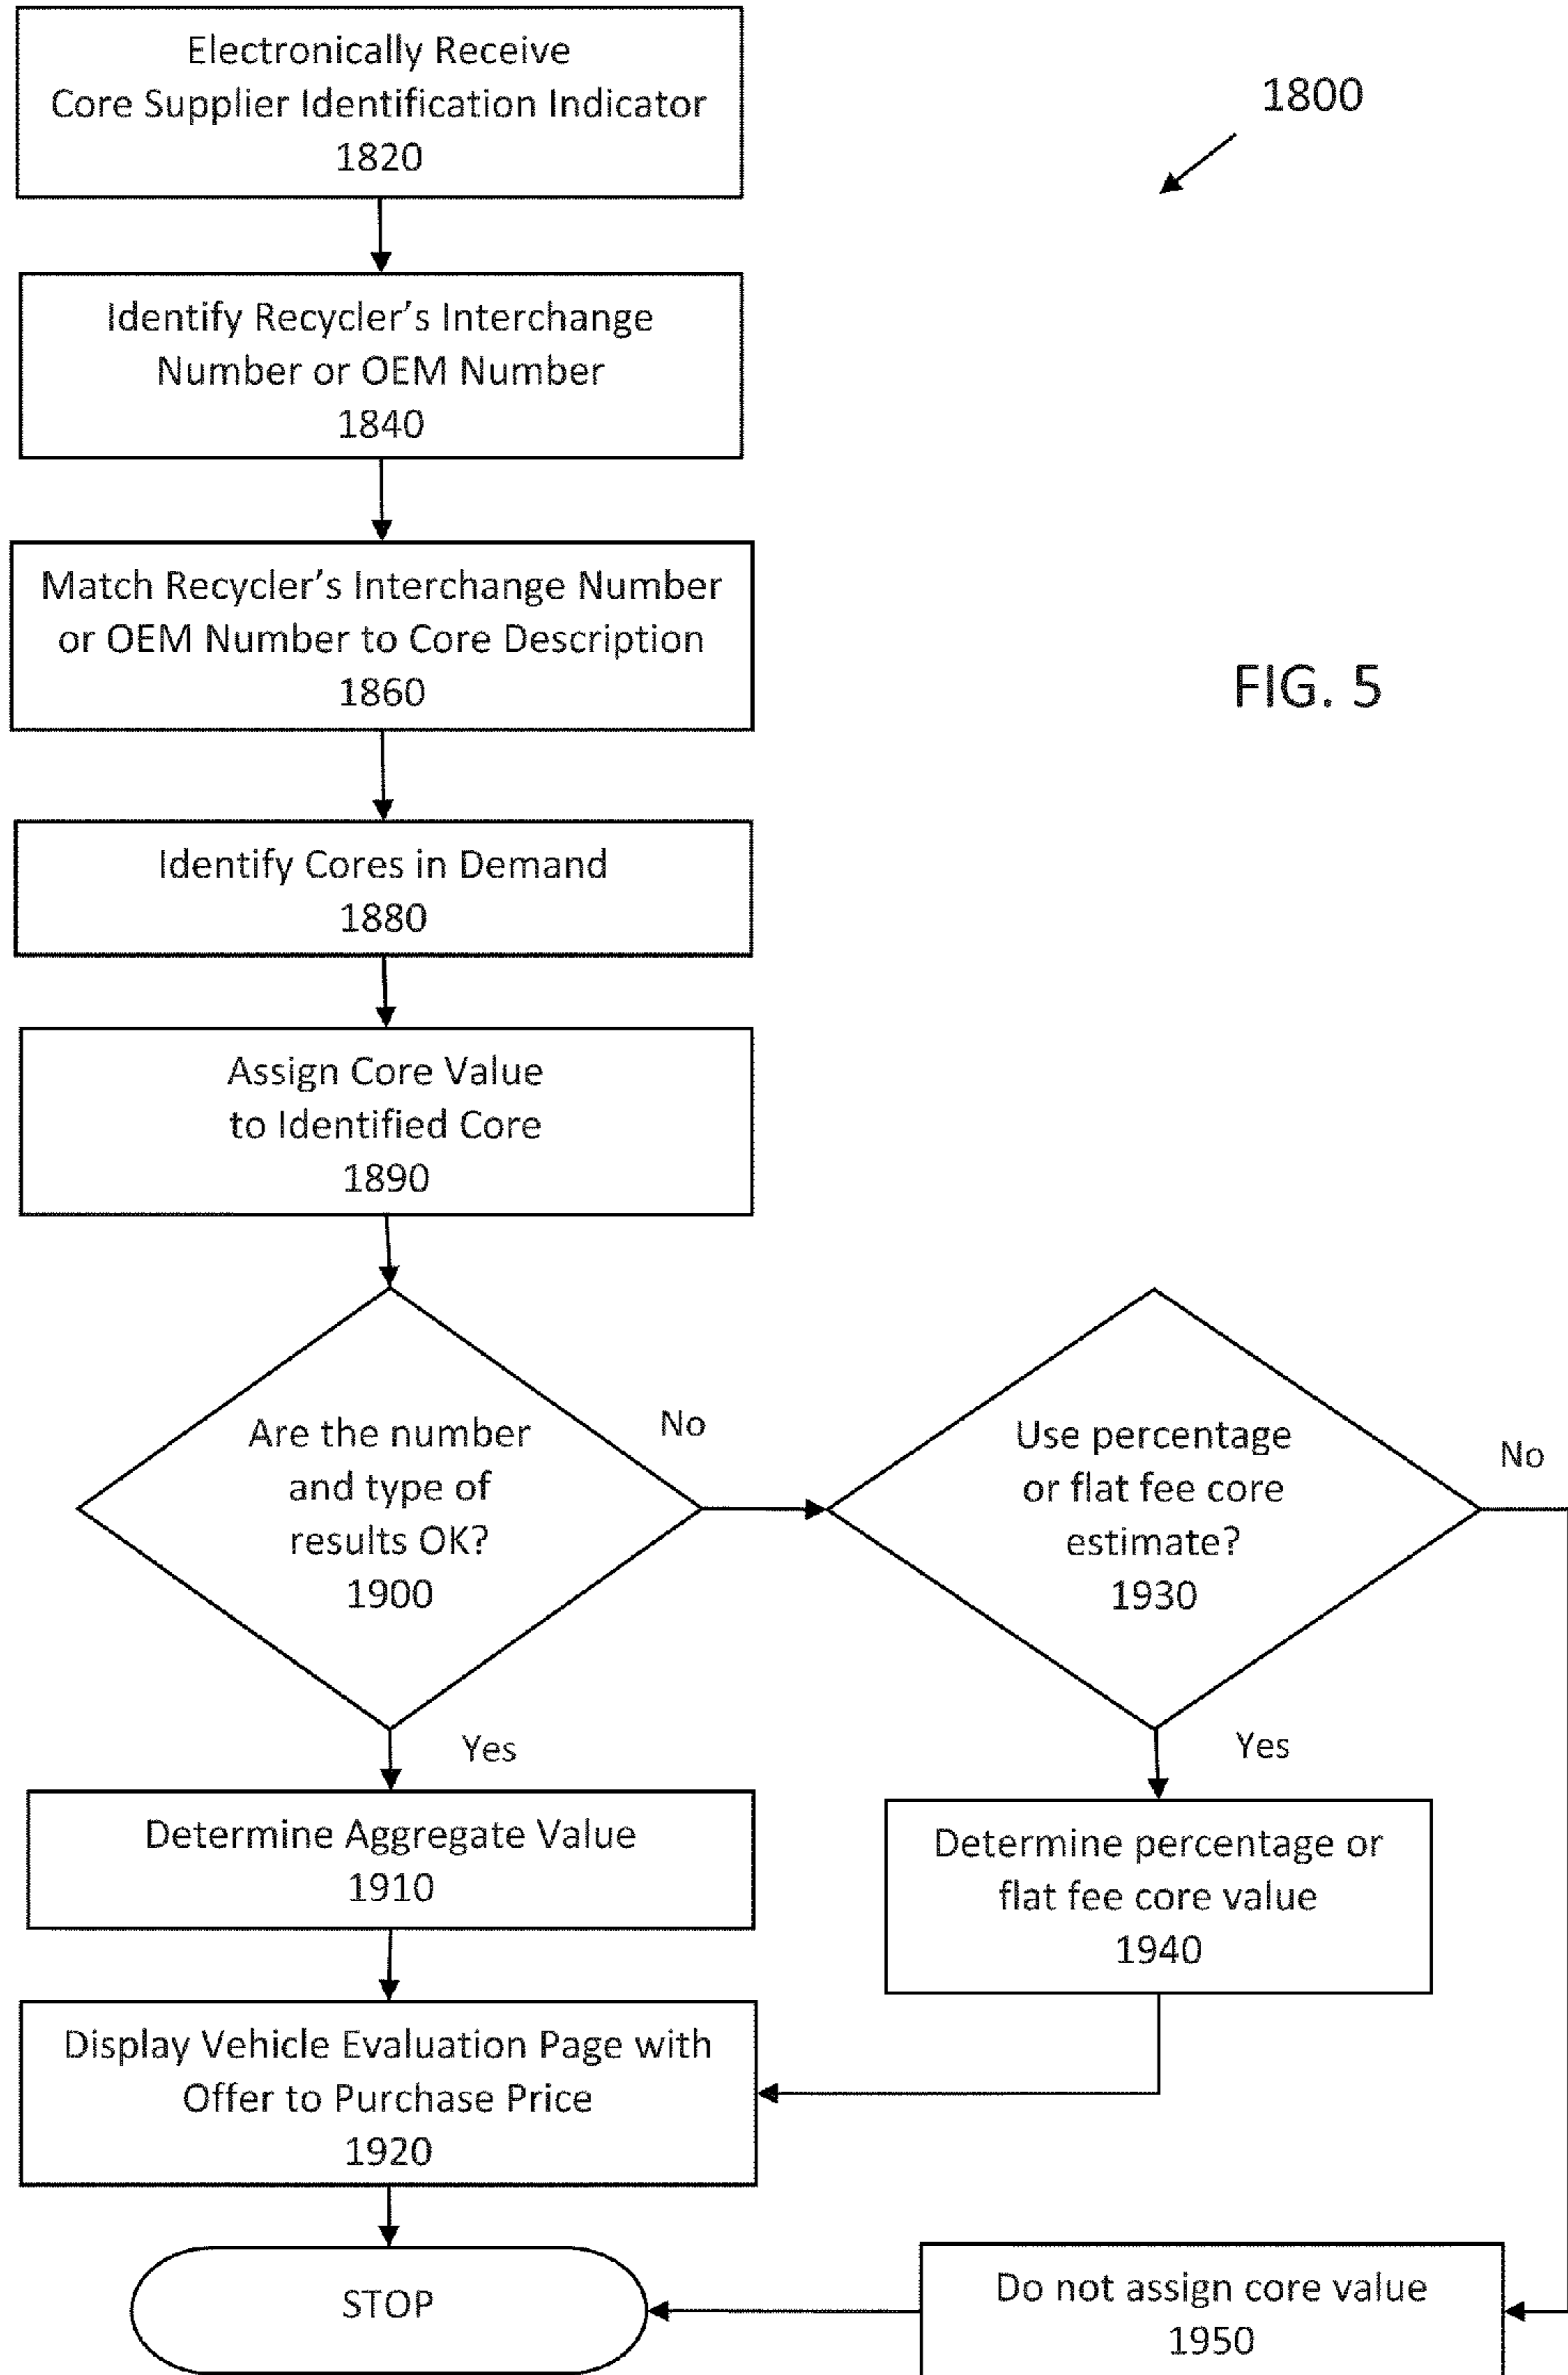 Electronically Receive
Core Supplier Identification Indicator
1820
1800
Identify Recycler's Interchange
Number or OEM Number
1840
Match Recycler's Interchange Number
or OEM Number to Core Description
1860
FIG. 5
Identify Cores in Demand
1880
Assign Core Value
to Identified Core
1890
Are the number
and type of
results OK?
1900
No
Use percentage
or flat fee core
estimate?
1930
No
Yes
Yes
Determine Aggregate Value
1910
Determine percentage or
flat fee core value
1940
Display Vehicle Evaluation Page with
Offer to Purchase Price
1920
STOP
Do not assign core value
1950